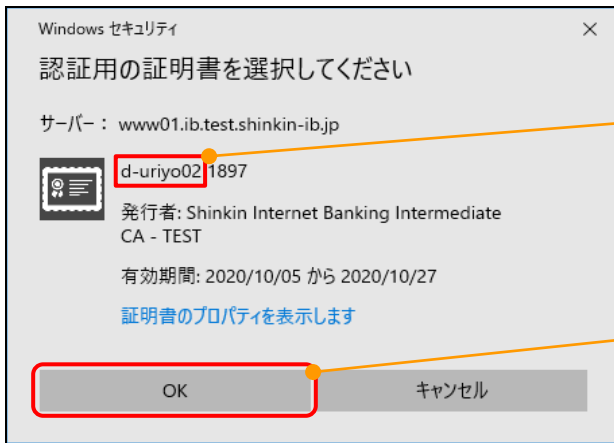 Windows セキュリティ
認証用の証明書を選択してください
サーバー： www01.ib.test.shinkin-ib.jp
d-uriyo02 1897
発行者: Shinkin Internet Banking Intermediate
CA - TEST
有効期間: 2020/10/05 から 2020/10/27
証明書のプロパティを表示します
OK
キャンセル